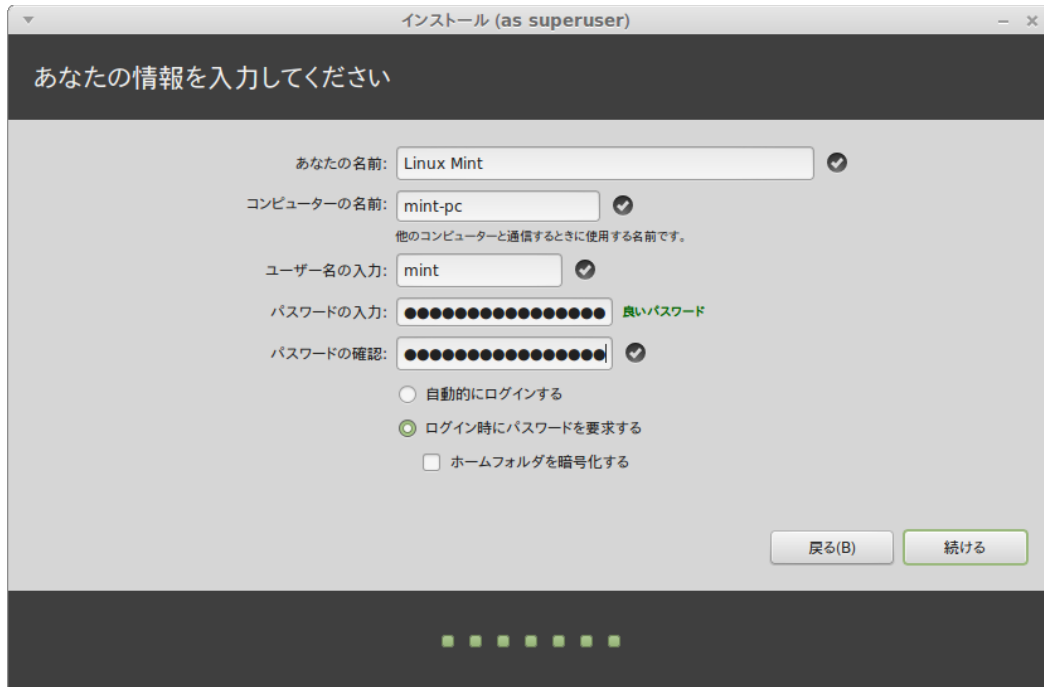 インストール (as superuser)
あなたの情報を入力してください
あなたの名前: Linux Mint
コンピューターの名前: mint-pc
他のコンピューターと通信するときに使用する名前です。
ユーザー名の入力: mint
パスワードの入力: ●●●●●●●●●●●●●●●● 良いパスワード
パスワードの確認: ●●●●●●●●●●●●●●●●
自動的にログインする
ログイン時にパスワードを要求する
ホームフォルダを暗号化する
戻る(B) 続ける